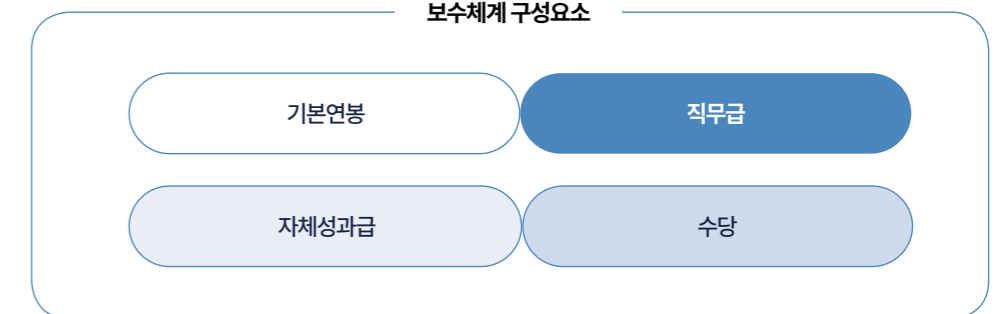 보수체계 구성요소
기본연봉
직무급
자체성과급
수당